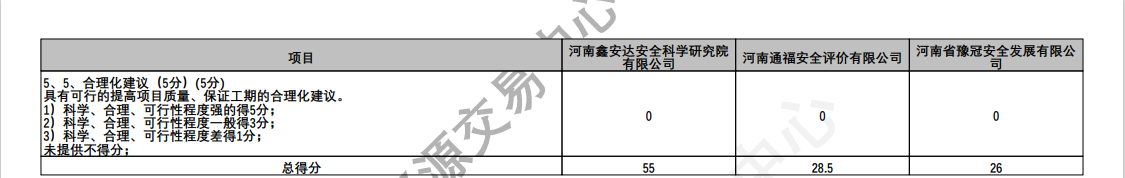 项目
河南鑫安达安全科学研究院
有限公司
河南通福安全评价有限公司
河南省豫冠安全发展有限公
司
5、5、合理化建议（5分）(5分)
具有可行的提高项目质量、保证工期的合理化建议。
1）科学、合理、可行性程度强的得5分；
2）科学、合理、可行性程度一般得3分；
3）科学、合理、可行性程度差得1分；
未提供不得分；
0
0
0
总得分
55
28.5
26
源交易
中心
中心